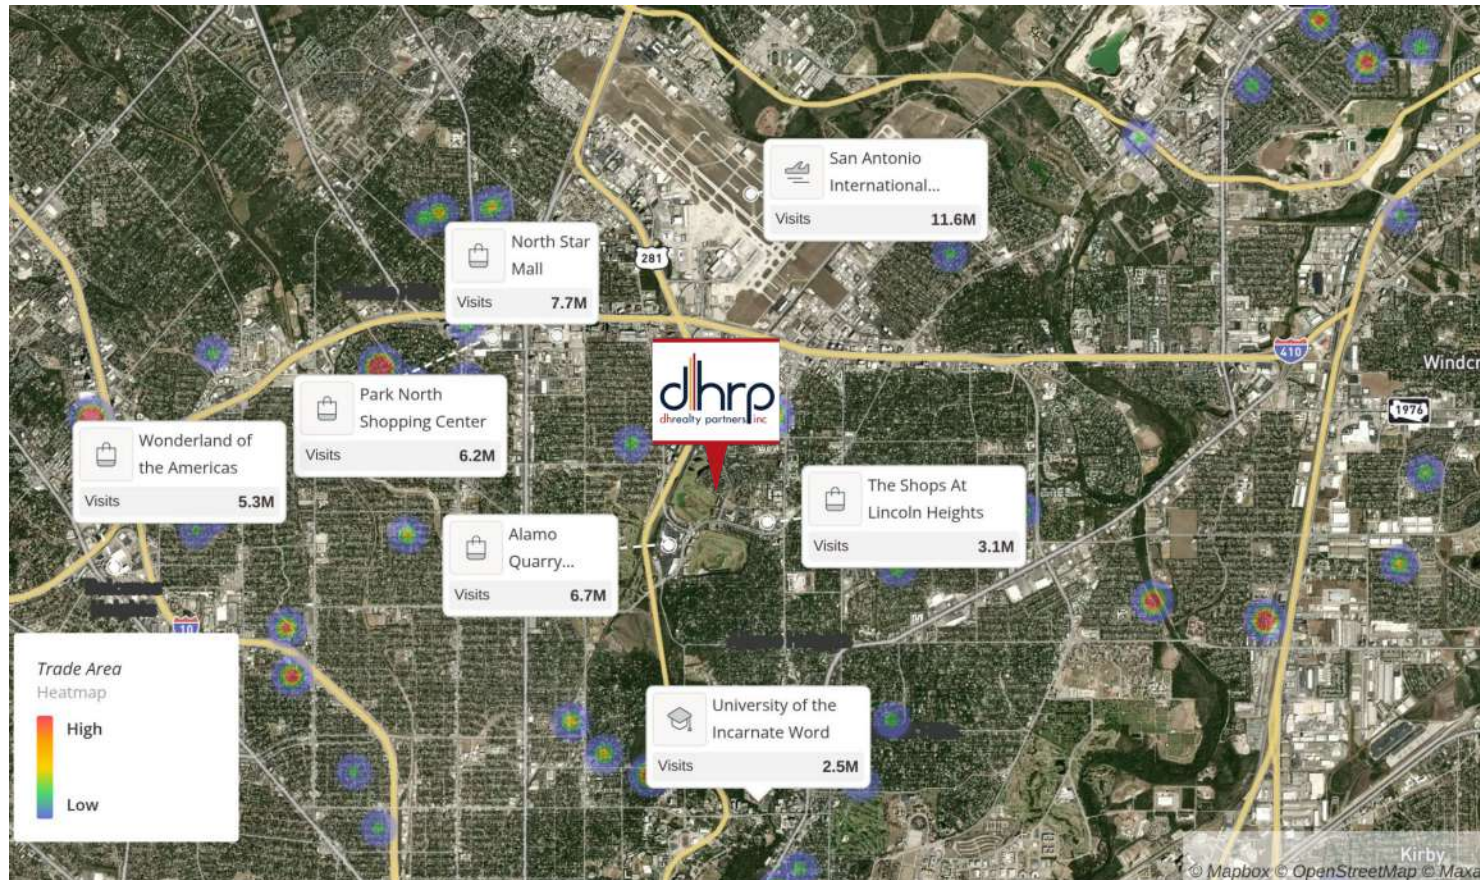 San Antonio
International...
Visits 11.6M
North Star
Mall
Visits 7.7M
281
410
Windcr
1976
dhrp
dhrealty partners inc
Park North
Shopping Center
Visits 6.2M
Wonderland of
the Americas
Visits 5.3M
The Shops At
Lincoln Heights
Visits 3.1M
Alamo
Quarry...
Visits 6.7M
10
Trade Area
Heatmap
High
Low
University of the
Incarnate Word
Visits 2.5M
Kirby
© Mapbox © OpenStreetMap © Maxa